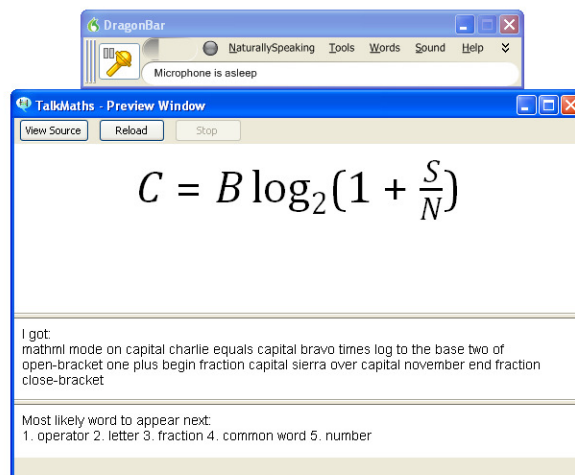 DragonBar
NaturallySpeaking Tools Words Sound Help
Microphone is asleep
TalkMaths - Preview Window
View Source Reload Stop
C = B log₂(1 + S/N)
I got:
mathml mode on capital charlie equals capital bravo times log to the base two of
open-bracket one plus begin fraction capital sierra over capital november end fraction
close-bracket
Most likely word to appear next:
1. operator 2. letter 3. fraction 4. common word 5. number